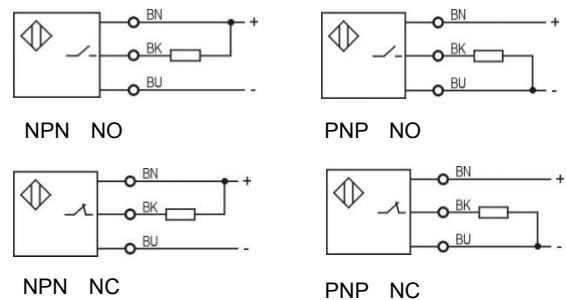 BN +
BK
BU -
NPN NO
BN +
BK
BU -
PNP NO
BN +
BK
BU -
NPN NC
BN +
BK
BU -
PNP NC